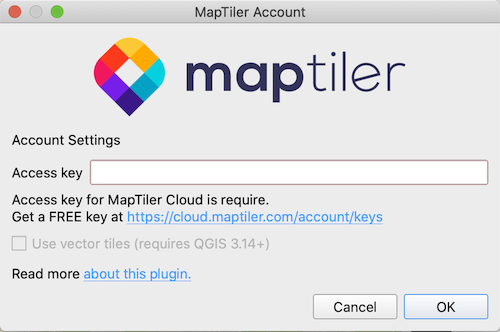 MapTiler Account
maptiler
Account Settings
Access key
Access key for MapTiler Cloud is require.
Get a FREE key at https://cloud.maptiler.com/account/keys
Use vector tiles (requires QGIS 3.14+)
Read more about this plugin.
Cancel OK